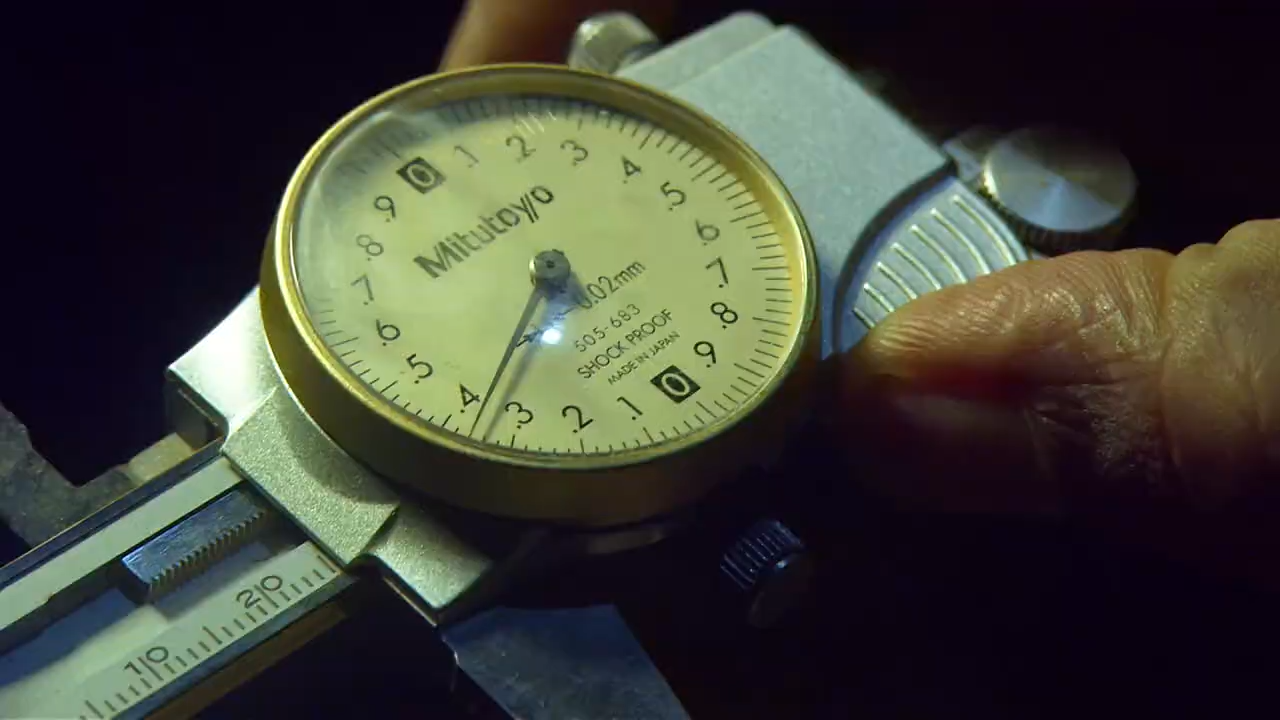 0 .1 .2 .3 .4 .5 .6 .7 .8 .9 0 .1 .2 .3 .4 .5 .6 .7 .8 .9
Mitutoyo
0.02mm
505-683
SHOCK PROOF
MADE IN JAPAN
10 20